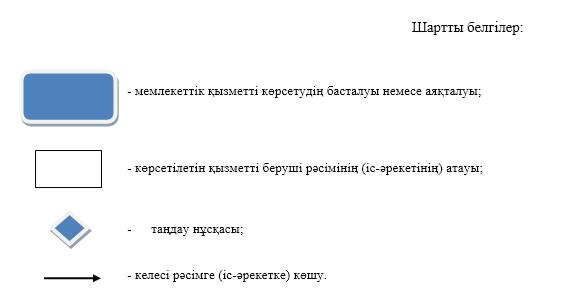 Шартты белгілер:
- мемлекеттік қызметті көрсетудің басталуы немесе аяқталуы;
- көрсетілетін қызметті беруші рәсімінің (іс-әрекетінің) атауы;
- таңдау нұсқасы;
- келесі рәсімге (іс-әрекетке) көшу.